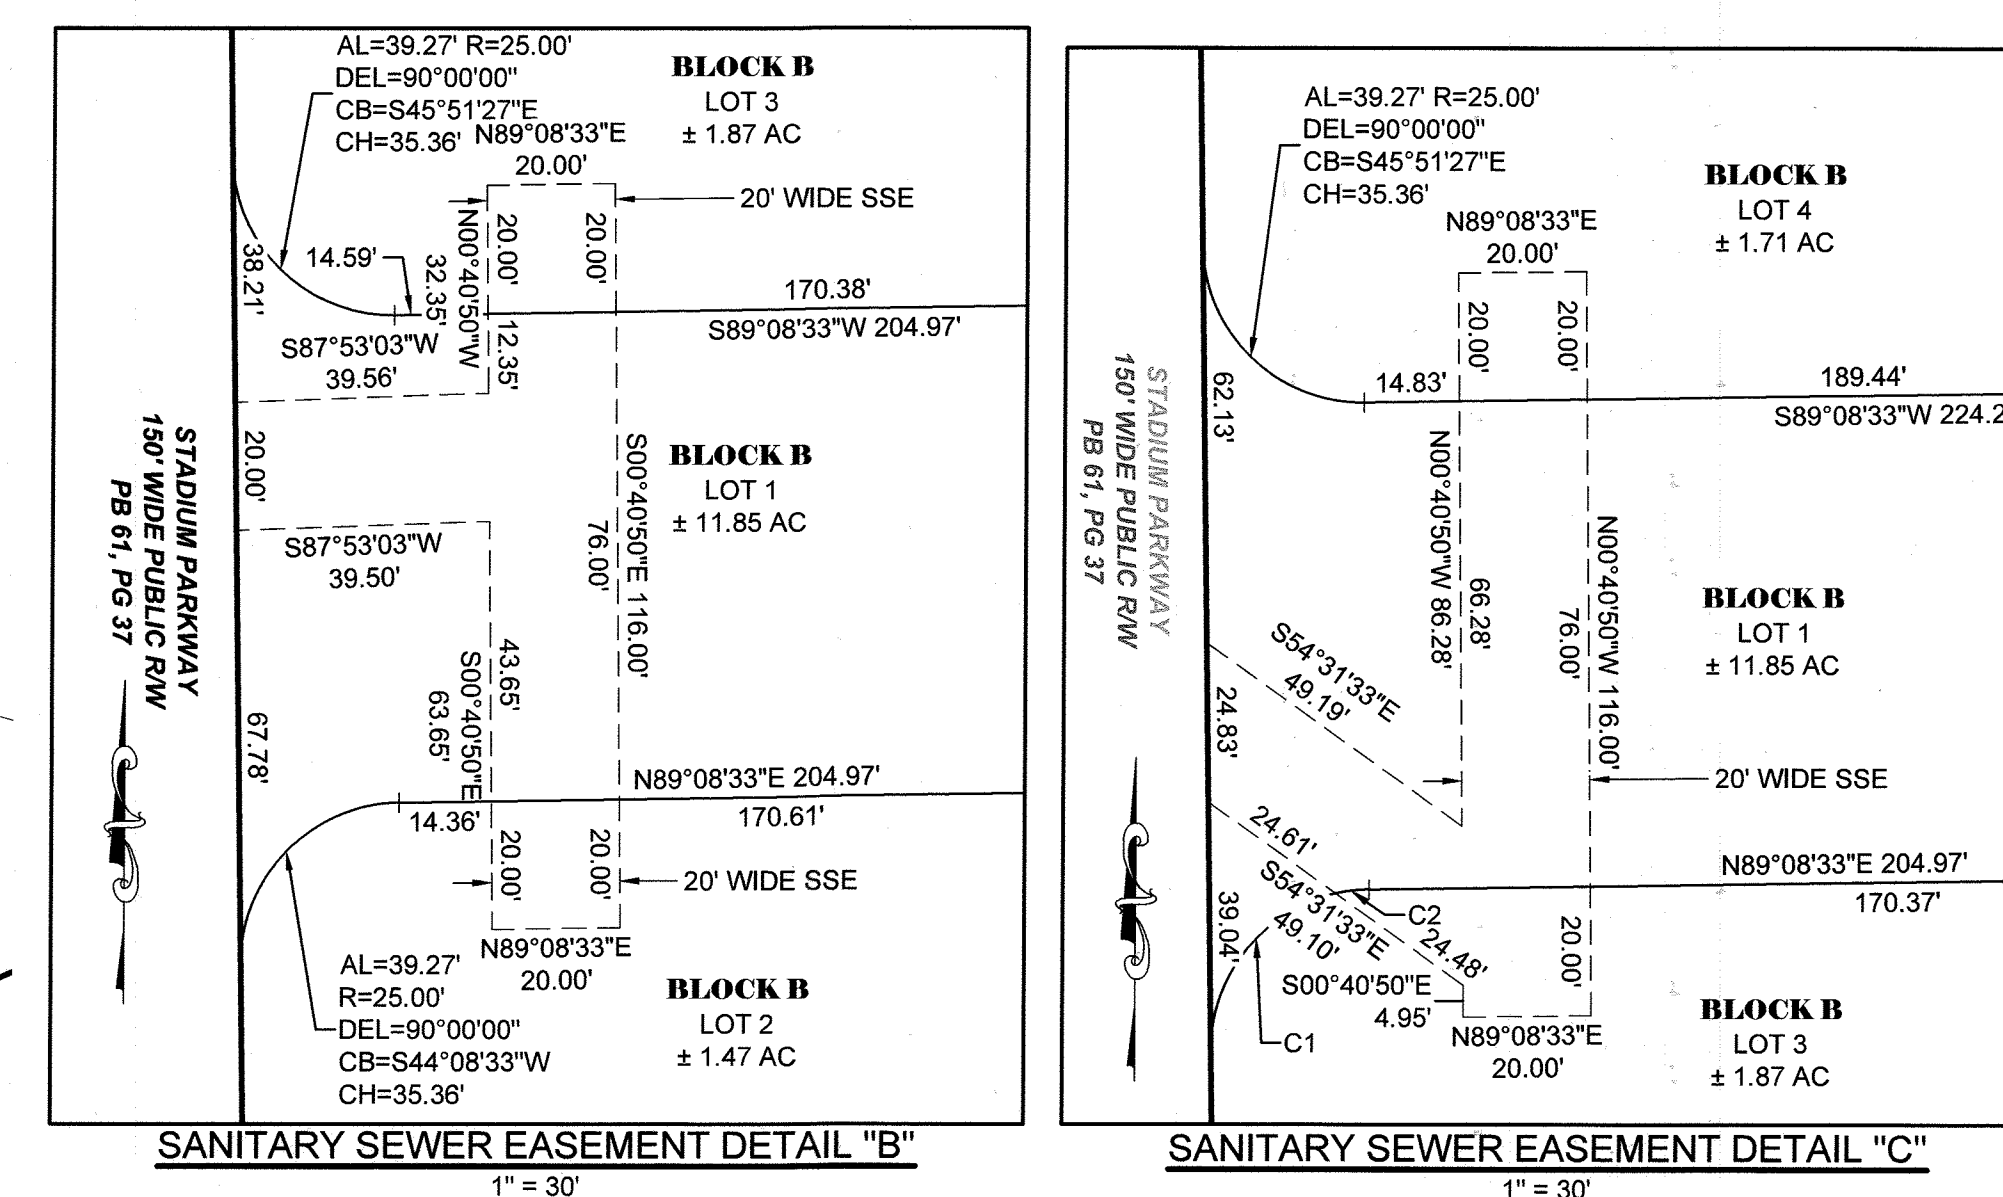 AL=39.27' R=25.00'
DEL=90°00'00"
CB=S45°51'27"E
CH=35.36'
N89°08'33"E
20.00'
BLOCK B
LOT 3
± 1.87 AC
20' WIDE SSE
38.21'
14.59'
32.35'
N00°40'50"W
20.00'
20.00'
170.38'
S89°08'33"W 204.97'
S87°53'03"W
39.56'
12.35'
20.00'
S87°53'03"W
39.50'
STADIUM PARKWAY
150' WIDE PUBLIC R/W
PB 61, PG 37
BLOCK B
LOT 1
± 11.85 AC
S00°40'50"E 116.00'
76.00'
43.65'
S00°40'50"E
63.65'
67.78'
N89°08'33"E 204.97'
14.36'
170.61'
20.00'
20.00'
20' WIDE SSE
N89°08'33"E
20.00'
AL=39.27'
R=25.00'
DEL=90°00'00"
CB=S44°08'33"W
CH=35.36'
BLOCK B
LOT 2
± 1.47 AC
SANITARY SEWER EASEMENT DETAIL "B"
1" = 30'
AL=39.27' R=25.00'
DEL=90°00'00"
CB=S45°51'27"E
CH=35.36'
N89°08'33"E
20.00'
BLOCK B
LOT 4
± 1.71 AC
20.00'
20.00'
62.13'
14.83'
189.44'
S89°08'33"W 224.2
STADIUM PARKWAY
150' WIDE PUBLIC R/W
PB 61, PG 37
N00°40'50"W 86.28'
66.28'
76.00'
N00°40'50"W 116.00'
BLOCK B
LOT 1
± 11.85 AC
S54°31'33"E
49.19'
24.83'
20' WIDE SSE
24.61'
S54°31'33"E
49.10'
39.04'
C2
24.48'
N89°08'33"E 204.97'
170.37'
20.00'
S00°40'50"E
4.95'
C1
N89°08'33"E
20.00'
BLOCK B
LOT 3
± 1.87 AC
SANITARY SEWER EASEMENT DETAIL "C"
1" = 30'